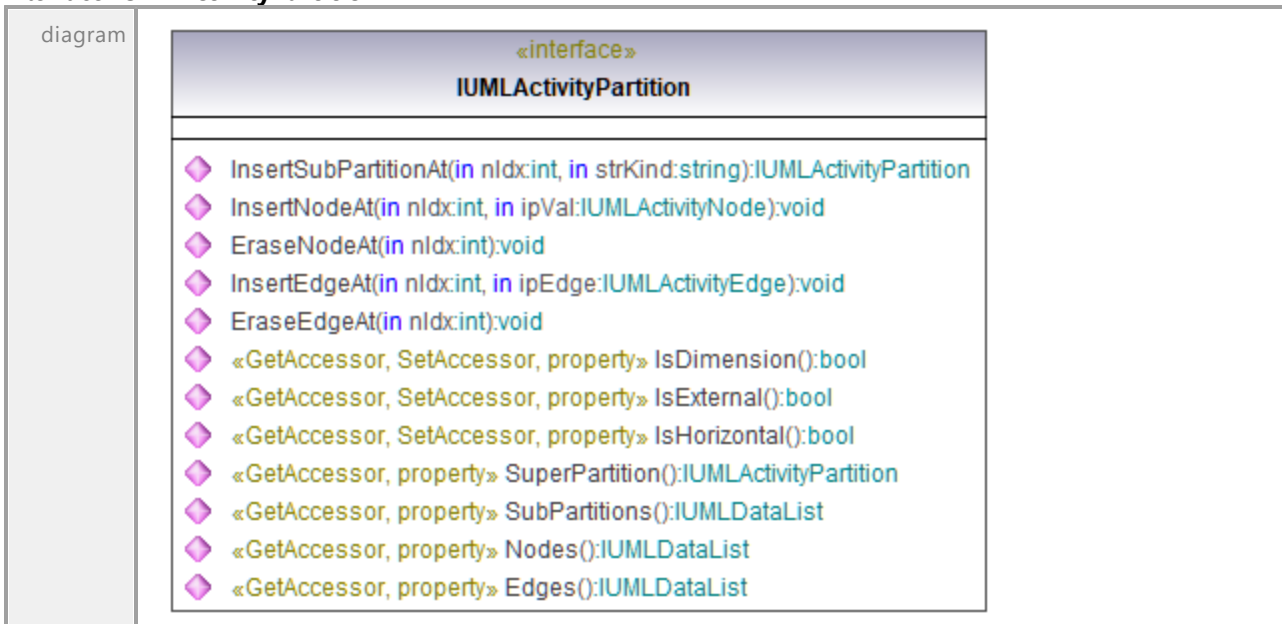 diagram
«interface»
IUMLActivityPartition
InsertSubPartitionAt(in nIdx:int, in strKind:string):IUMLActivityPartition
InsertNodeAt(in nIdx:int, in ipVal:IUMLActivityNode):void
EraseNodeAt(in nIdx:int):void
InsertEdgeAt(in nIdx:int, in ipEdge:IUMLActivityEdge):void
EraseEdgeAt(in nIdx:int):void
«GetAccessor, SetAccessor, property» IsDimension():bool
«GetAccessor, SetAccessor, property» IsExternal():bool
«GetAccessor, SetAccessor, property» IsHorizontal():bool
«GetAccessor, property» SuperPartition():IUMLActivityPartition
«GetAccessor, property» SubPartitions():IUMLDataList
«GetAccessor, property» Nodes():IUMLDataList
«GetAccessor, property» Edges():IUMLDataList